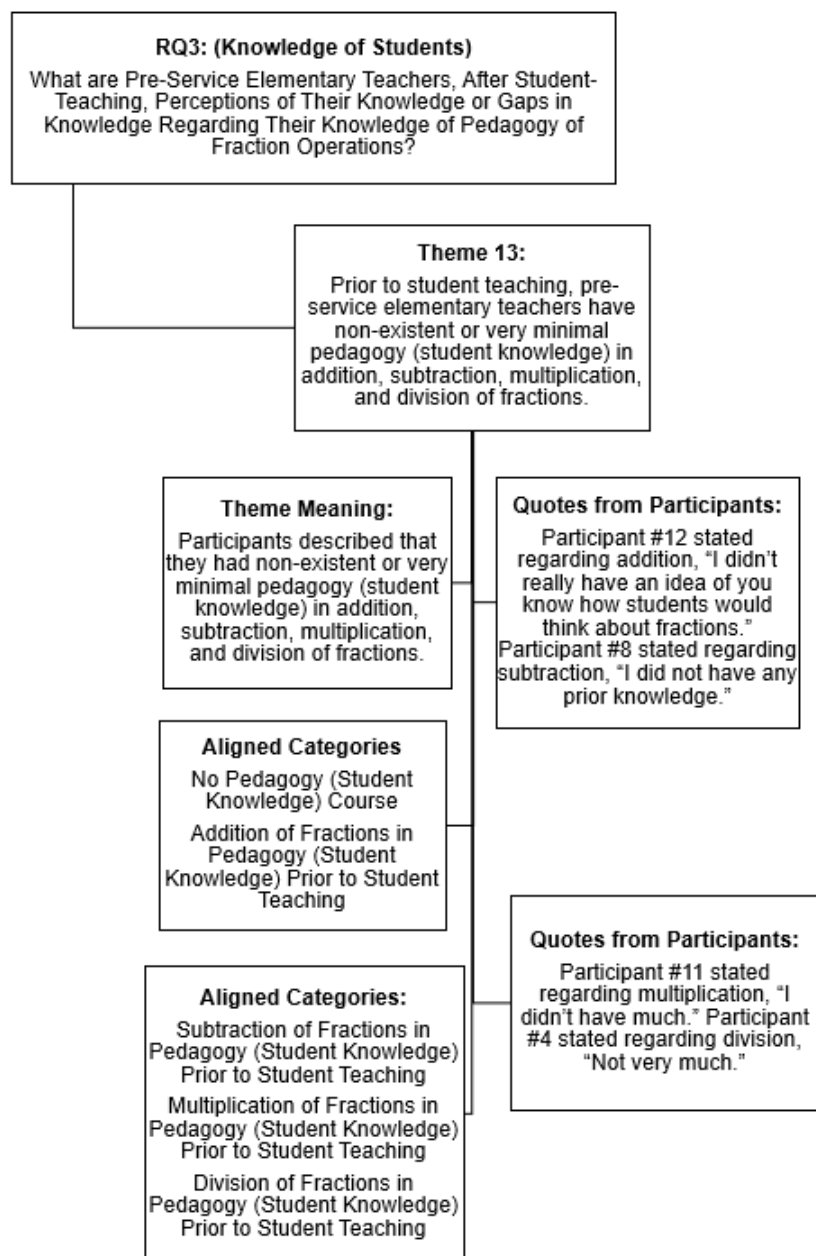 RQ3: (Knowledge of Students)
What are Pre-Service Elementary Teachers, After Student-
Teaching, Perceptions of Their Knowledge or Gaps in
Knowledge Regarding Their Knowledge of Pedagogy of
Fraction Operations?
Theme 13:
Prior to student teaching, pre-
service elementary teachers have
non-existent or very minimal
pedagogy (student knowledge) in
addition, subtraction, multiplication,
and division of fractions.
Theme Meaning:
Participants described that
they had non-existent or very
minimal pedagogy (student
knowledge) in addition,
subtraction, multiplication,
and division of fractions.
Quotes from Participants:
Participant #12 stated
regarding addition, “I didn’t
really have an idea of you
know how students would
think about fractions.”
Participant #8 stated regarding
subtraction, “I did not have any
prior knowledge.”
Aligned Categories
No Pedagogy (Student
Knowledge) Course
Addition of Fractions in
Pedagogy (Student
Knowledge) Prior to Student
Teaching
Quotes from Participants:
Participant #11 stated
regarding multiplication, “I
didn’t have much.” Participant
#4 stated regarding division,
“Not very much.”
Aligned Categories:
Subtraction of Fractions in
Pedagogy (Student Knowledge)
Prior to Student Teaching
Multiplication of Fractions in
Pedagogy (Student Knowledge)
Prior to Student Teaching
Division of Fractions in
Pedagogy (Student Knowledge)
Prior to Student Teaching